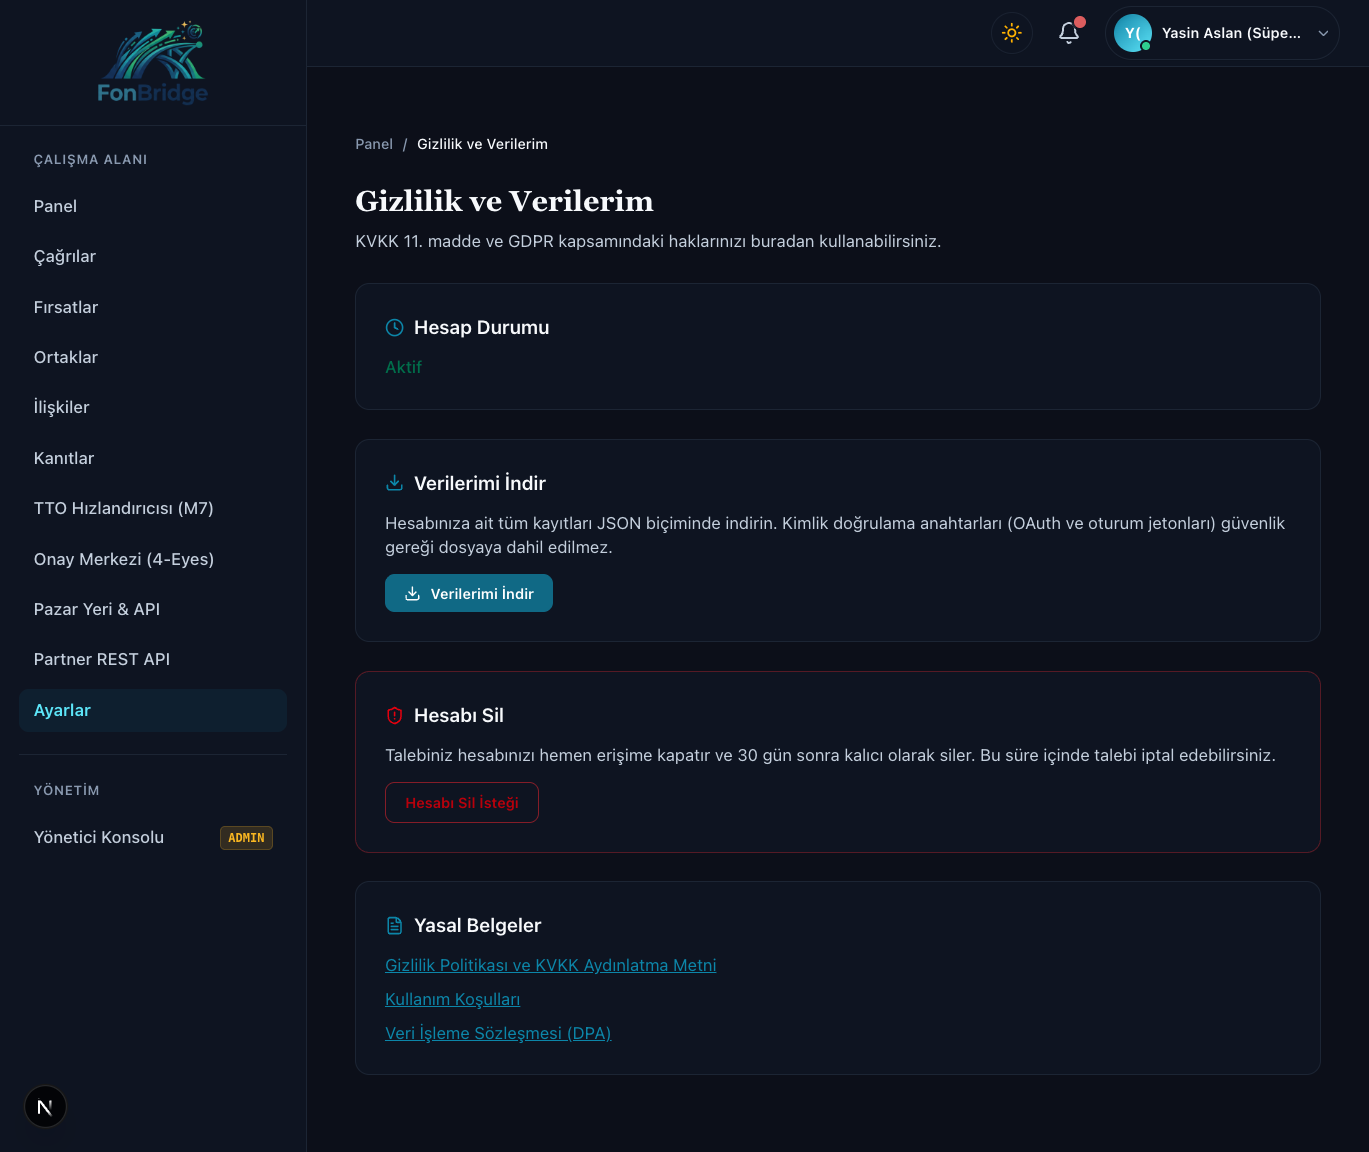 FonBridge
ÇALIŞMA ALANI
Panel
Çağrılar
Fırsatlar
Ortaklar
İlişkiler
Kanıtlar
TTO Hızlandırıcısı (M7)
Onay Merkezi (4-Eyes)
Pazar Yeri & API
Partner REST API
Ayarlar
YÖNETİM
Yönetici Konsolu ADMIN
N
Y( Yasin Aslan (Süpe...
Panel / Gizlilik ve Verilerim
Gizlilik ve Verilerim
KVKK 11. madde ve GDPR kapsamındaki haklarınızı buradan kullanabilirsiniz.
Hesap Durumu
Aktif
Verilerimi İndir
Hesabınıza ait tüm kayıtları JSON biçiminde indirin. Kimlik doğrulama anahtarları (OAuth ve oturum jetonları) güvenlik
gereği dosyaya dahil edilmez.
Verilerimi İndir
Hesabı Sil
Talebiniz hesabınızı hemen erişime kapatır ve 30 gün sonra kalıcı olarak siler. Bu süre içinde talebi iptal edebilirsiniz.
Hesabı Sil İsteği
Yasal Belgeler
Gizlilik Politikası ve KVKK Aydınlatma Metni
Kullanım Koşulları
Veri İşleme Sözleşmesi (DPA)